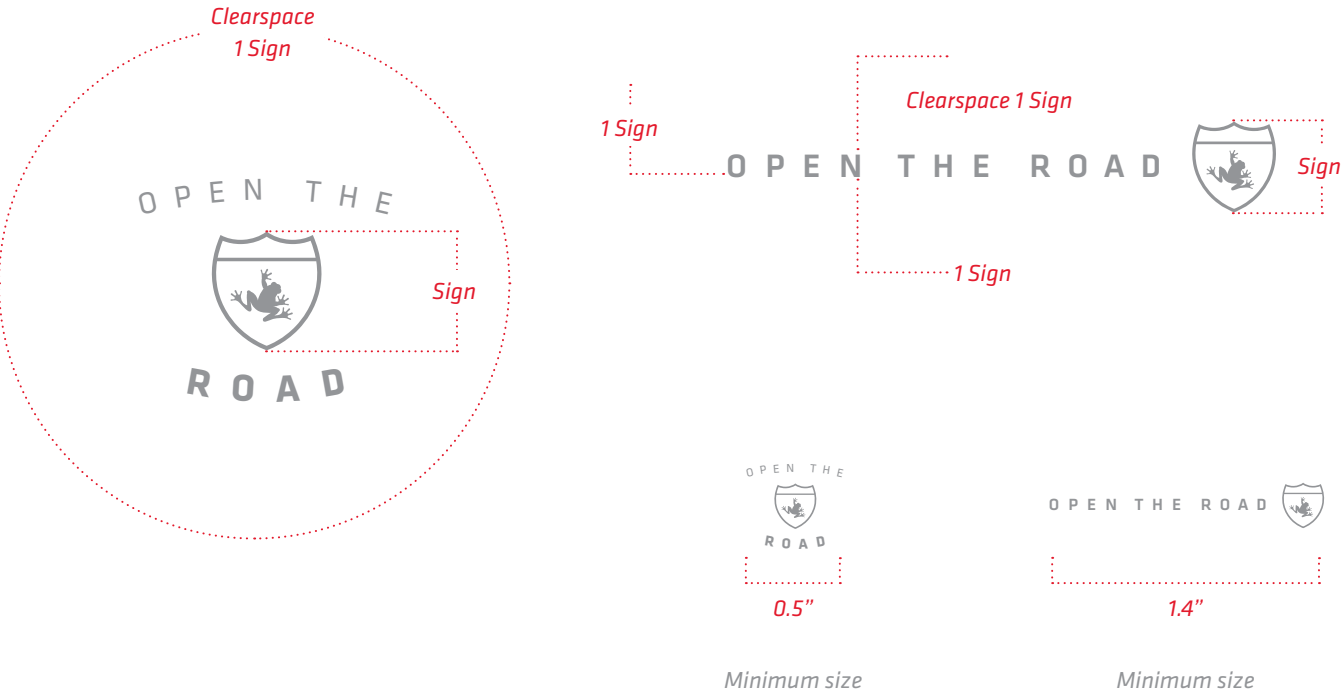 Clearspace
1 Sign
OPEN THE
Sign
ROAD
Clearspace 1 Sign
1 Sign
OPEN THE ROAD
Sign
1 Sign
OPEN THE
ROAD
0.5”
Minimum size
OPEN THE ROAD
1.4”
Minimum size